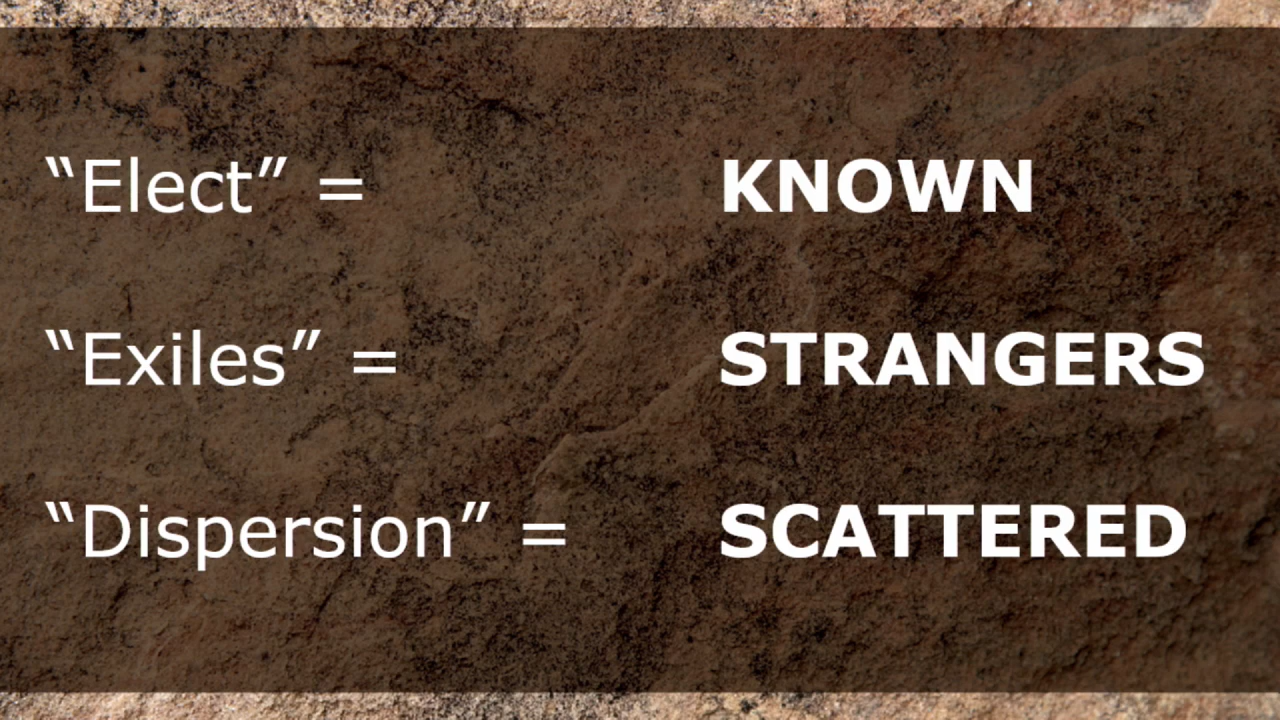 “Elect” = KNOWN
“Exiles” = STRANGERS
“Dispersion” = SCATTERED